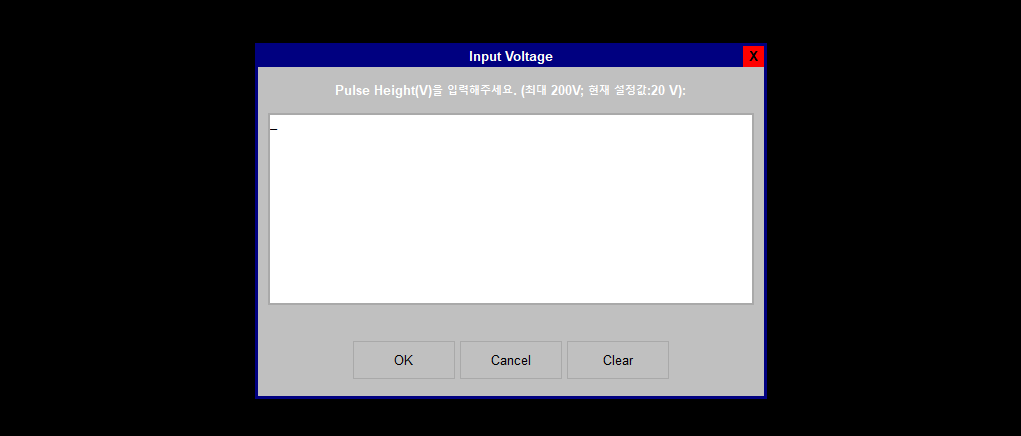 Input Voltage
X
Pulse Height(V)을 입력해주세요. (최대 200V; 현재 설정값:20 V):
_
OK Cancel Clear